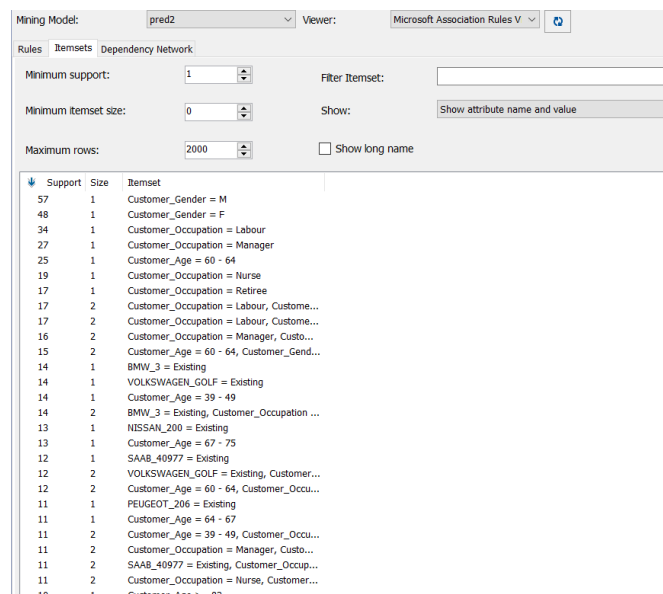 Mining Model: pred2 Viewer: Microsoft Association Rules V
Rules Itemsets Dependency Network
Minimum support: 1 Filter Itemset:
Minimum itemset size: 0 Show: Show attribute name and value
Maximum rows: 2000 Show long name
Support Size Itemset
57 1 Customer_Gender = M
48 1 Customer_Gender = F
34 1 Customer_Occupation = Labour
27 1 Customer_Occupation = Manager
25 1 Customer_Age = 60 - 64
19 1 Customer_Occupation = Nurse
17 1 Customer_Occupation = Retiree
17 2 Customer_Occupation = Labour, Custome...
17 2 Customer_Occupation = Labour, Custome...
16 2 Customer_Occupation = Manager, Custo...
15 2 Customer_Age = 60 - 64, Customer_Gend...
14 1 BMW_3 = Existing
14 1 VOLKSWAGEN_GOLF = Existing
14 1 Customer_Age = 39 - 49
14 2 BMW_3 = Existing, Customer_Occupation ...
13 1 NISSAN_200 = Existing
13 1 Customer_Age = 67 - 75
12 1 SAAB_40977 = Existing
12 2 VOLKSWAGEN_GOLF = Existing, Customer...
12 2 Customer_Age = 60 - 64, Customer_Occu...
11 1 PEUGEOT_206 = Existing
11 1 Customer_Age = 64 - 67
11 2 Customer_Age = 39 - 49, Customer_Occu...
11 2 Customer_Occupation = Manager, Custo...
11 2 SAAB_40977 = Existing, Customer_Occup...
11 2 Customer_Occupation = Nurse, Customer...